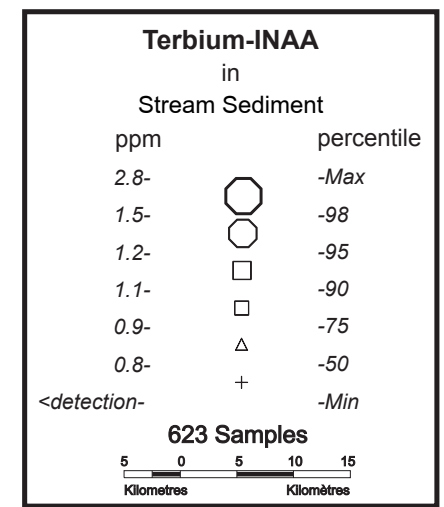 Terbium-INAA
in
Stream Sediment
ppm percentile
2.8- -Max
1.5- -98
1.2- -95
1.1- -90
0.9- -75
0.8- -50
<detection- -Min
623 Samples
5 0 5 10 15
Kilometres Kilomètres